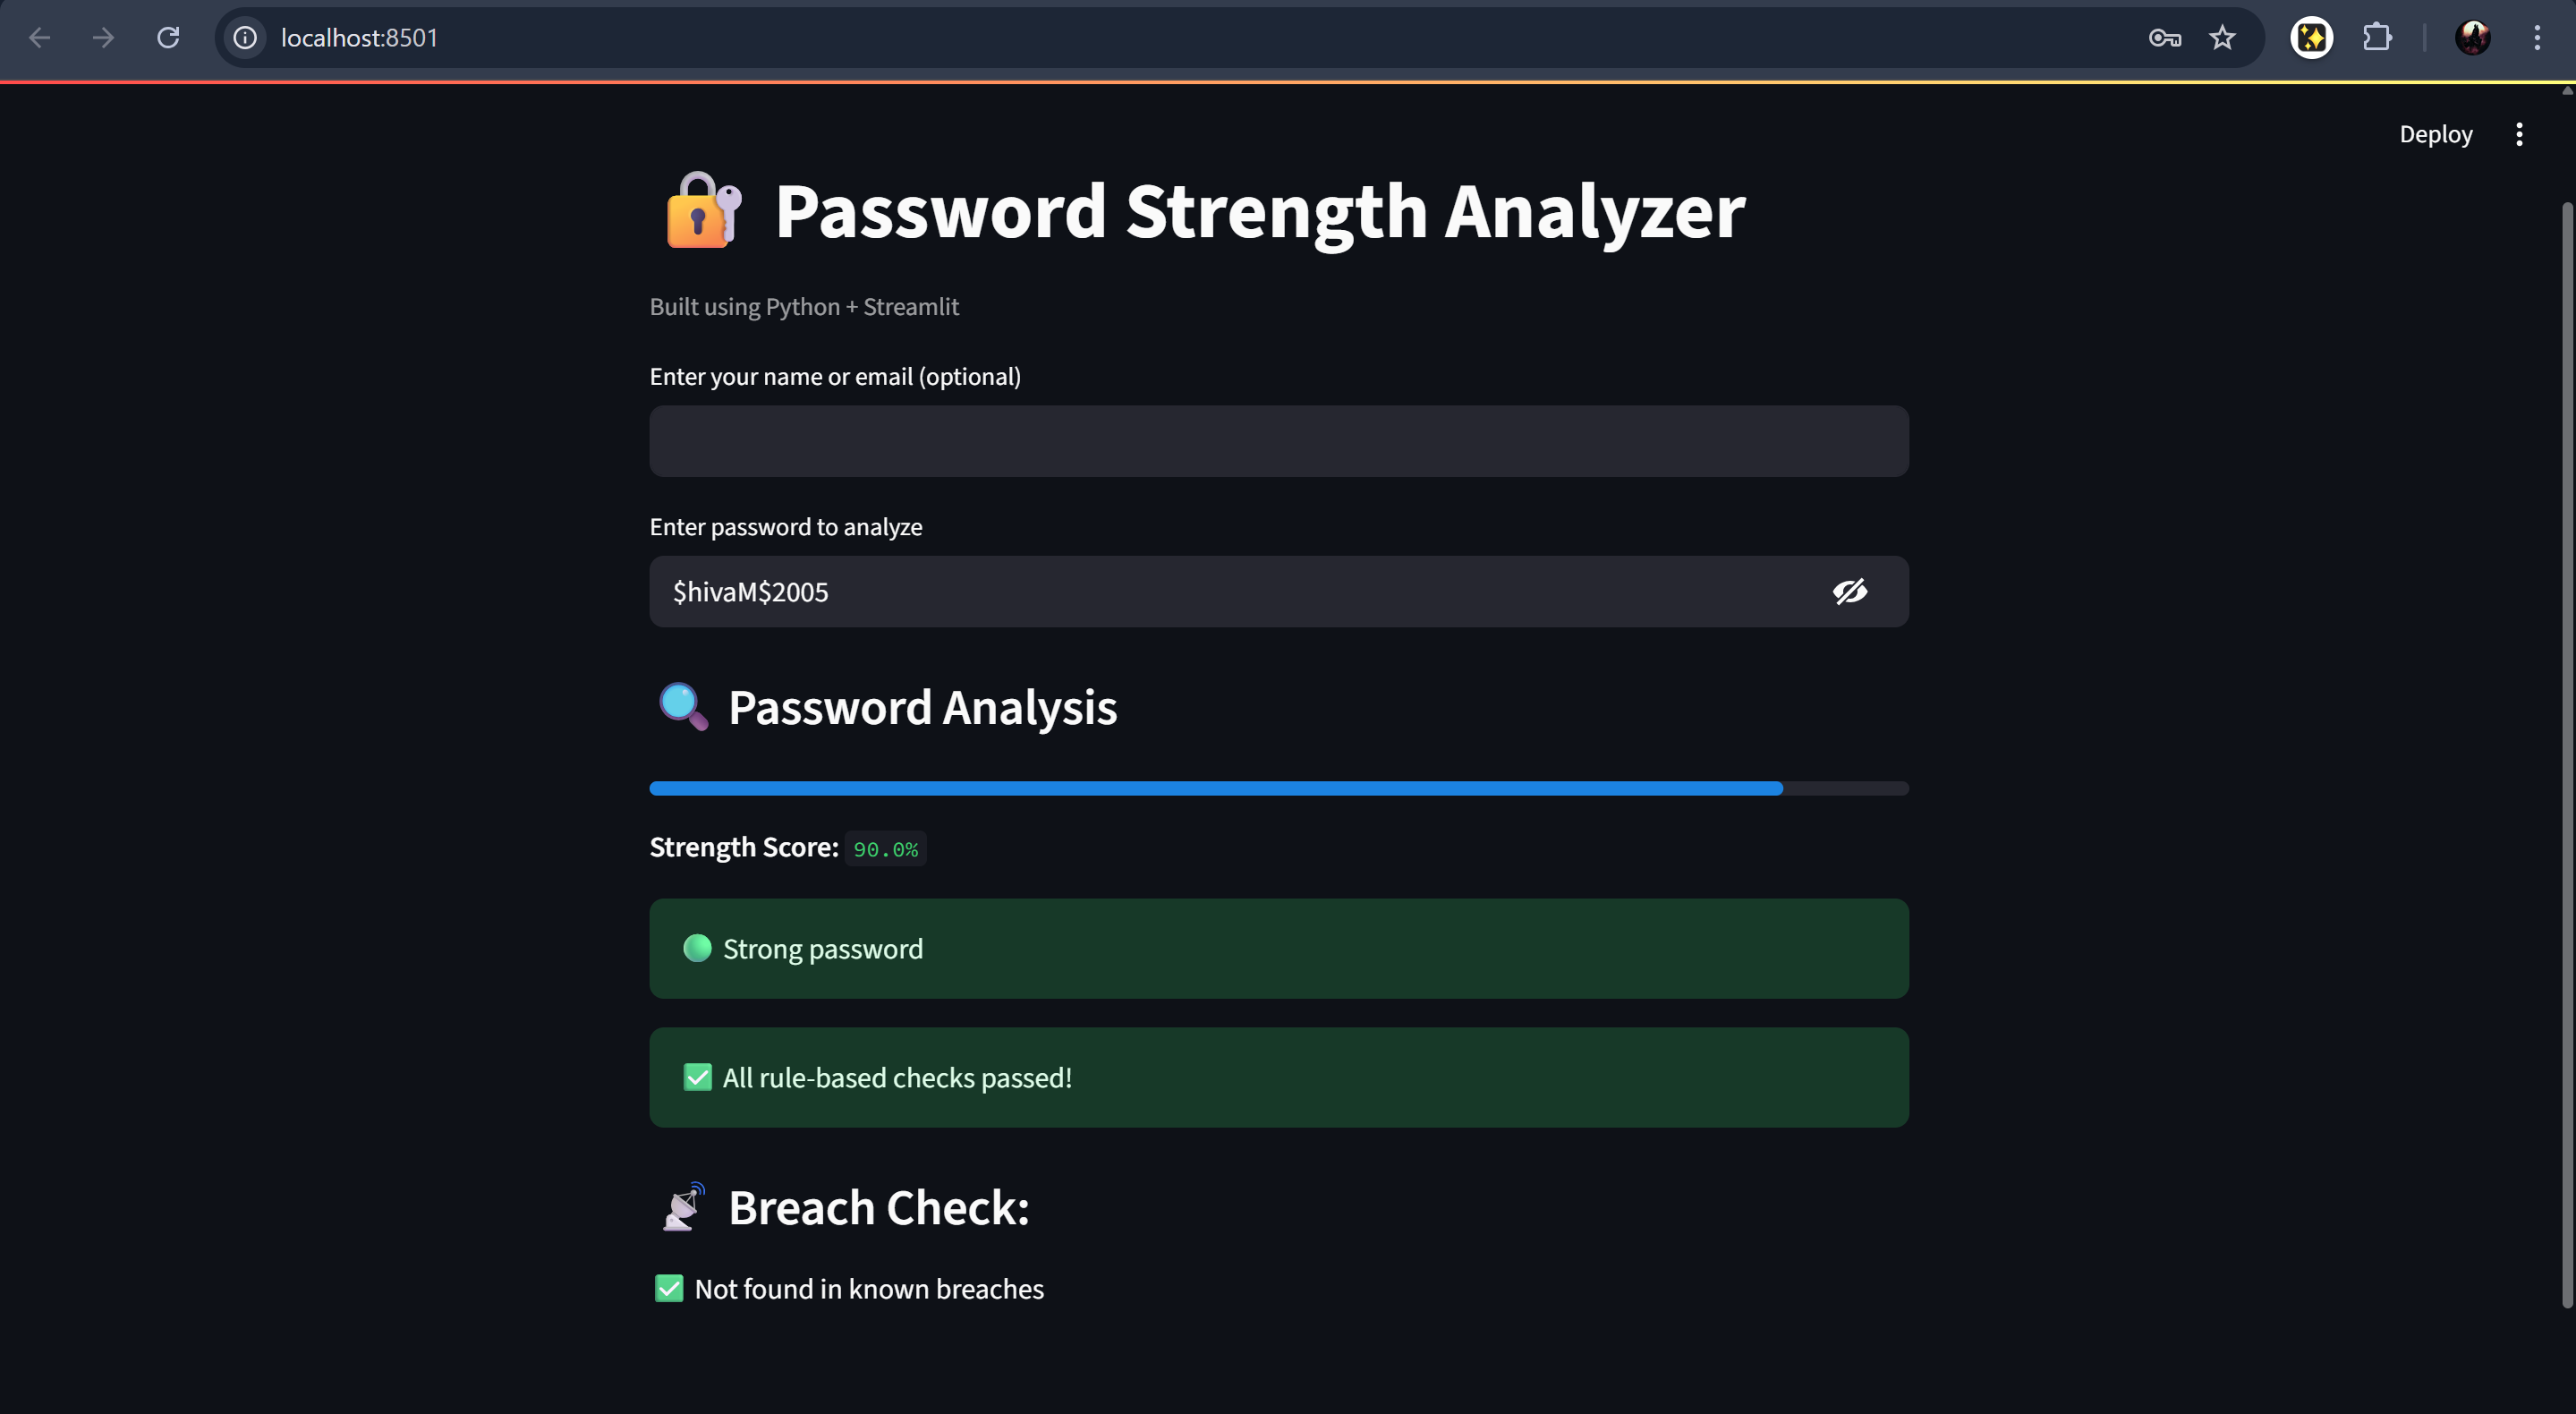 localhost:8501
Deploy
Password Strength Analyzer
Built using Python + Streamlit
Enter your name or email (optional)
Enter password to analyze
$hivaM$2005
Password Analysis
Strength Score: 90.0%
Strong password
All rule-based checks passed!
Breach Check:
Not found in known breaches